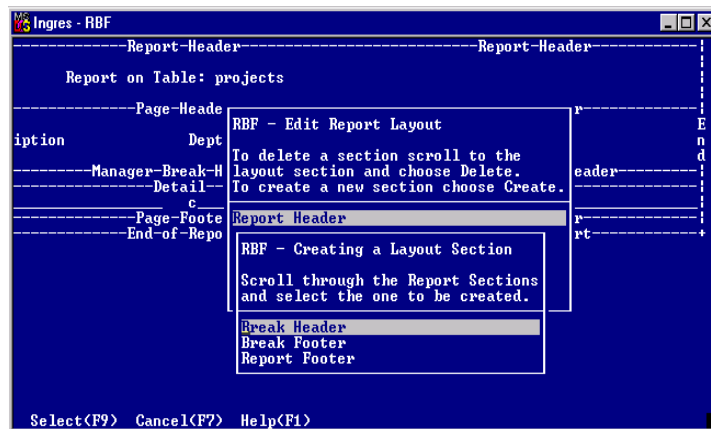 Ingres - RBF
-------------Report-Header---------------------------Report-Header------------
Report on Table: projects
--------------Page-Heade r-------------
iption Dept
---------Manager-Break-H eader--------
----------------Detail--
c
--------------Page-Foote r-------------
-------------End-of-Repo rt------------+
E
n
d
RBF - Edit Report Layout
To delete a section scroll to the
layout section and choose Delete.
To create a new section choose Create.
Report Header
RBF - Creating a Layout Section
Scroll through the Report Sections
and select the one to be created.
Break Header
Break Footer
Report Footer
Select(F9) Cancel(F7) Help(F1)